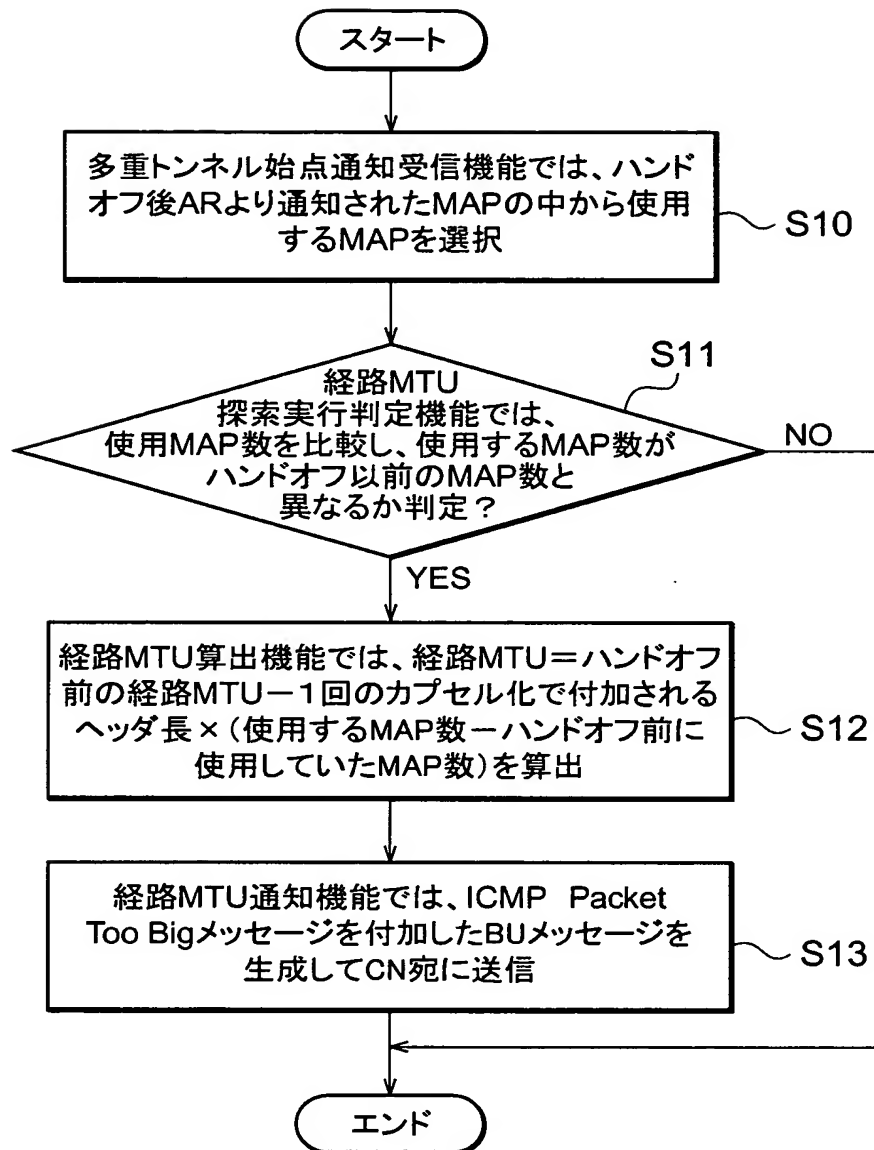 スタート
多重トンネル始点通知受信機能では、ハンド
オフ後ARより通知されたMAPの中から使用
するMAPを選択
S10
S11
経路MTU
探索実行判定機能では、
使用MAP数を比較し、使用するMAP数が
ハンドオフ以前のMAP数と
異なるか判定？
NO
YES
経路MTU算出機能では、経路MTU＝ハンドオフ
前の経路MTU－１回のカプセル化で付加される
ヘッダ長×（使用するMAP数－ハンドオフ前に
使用していたMAP数）を算出
S12
経路MTU通知機能では、ICMP Packet
Too Bigメッセージを付加したBUメッセージを
生成してCN宛に送信
S13
エンド